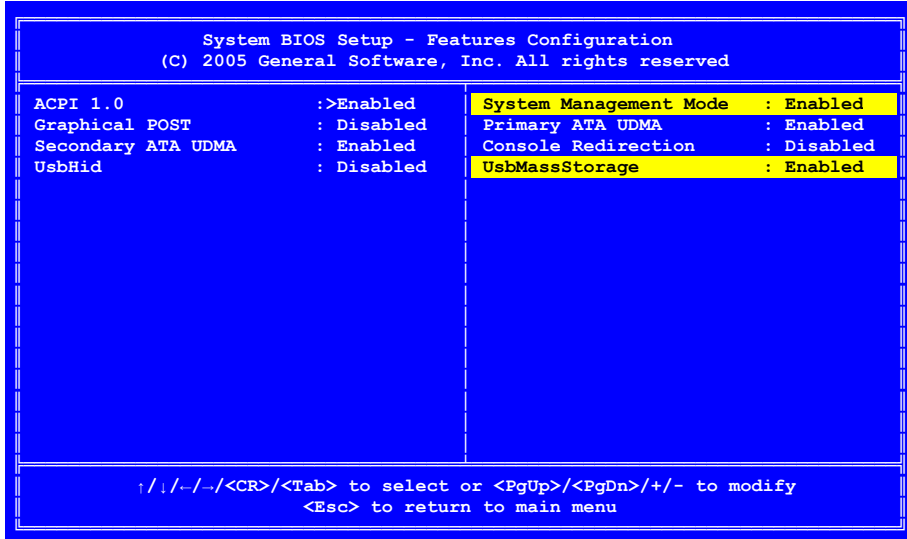 System BIOS Setup - Features Configuration
(C) 2005 General Software, Inc. All rights reserved
ACPI 1.0 :>Enabled System Management Mode : Enabled
Graphical POST : Disabled Primary ATA UDMA : Enabled
Secondary ATA UDMA : Enabled Console Redirection : Disabled
UsbHid : Disabled UsbMassStorage : Enabled
↑/↓/←/→/<CR>/<Tab> to select or <PgUp>/<PgDn>/+/- to modify
<Esc> to return to main menu